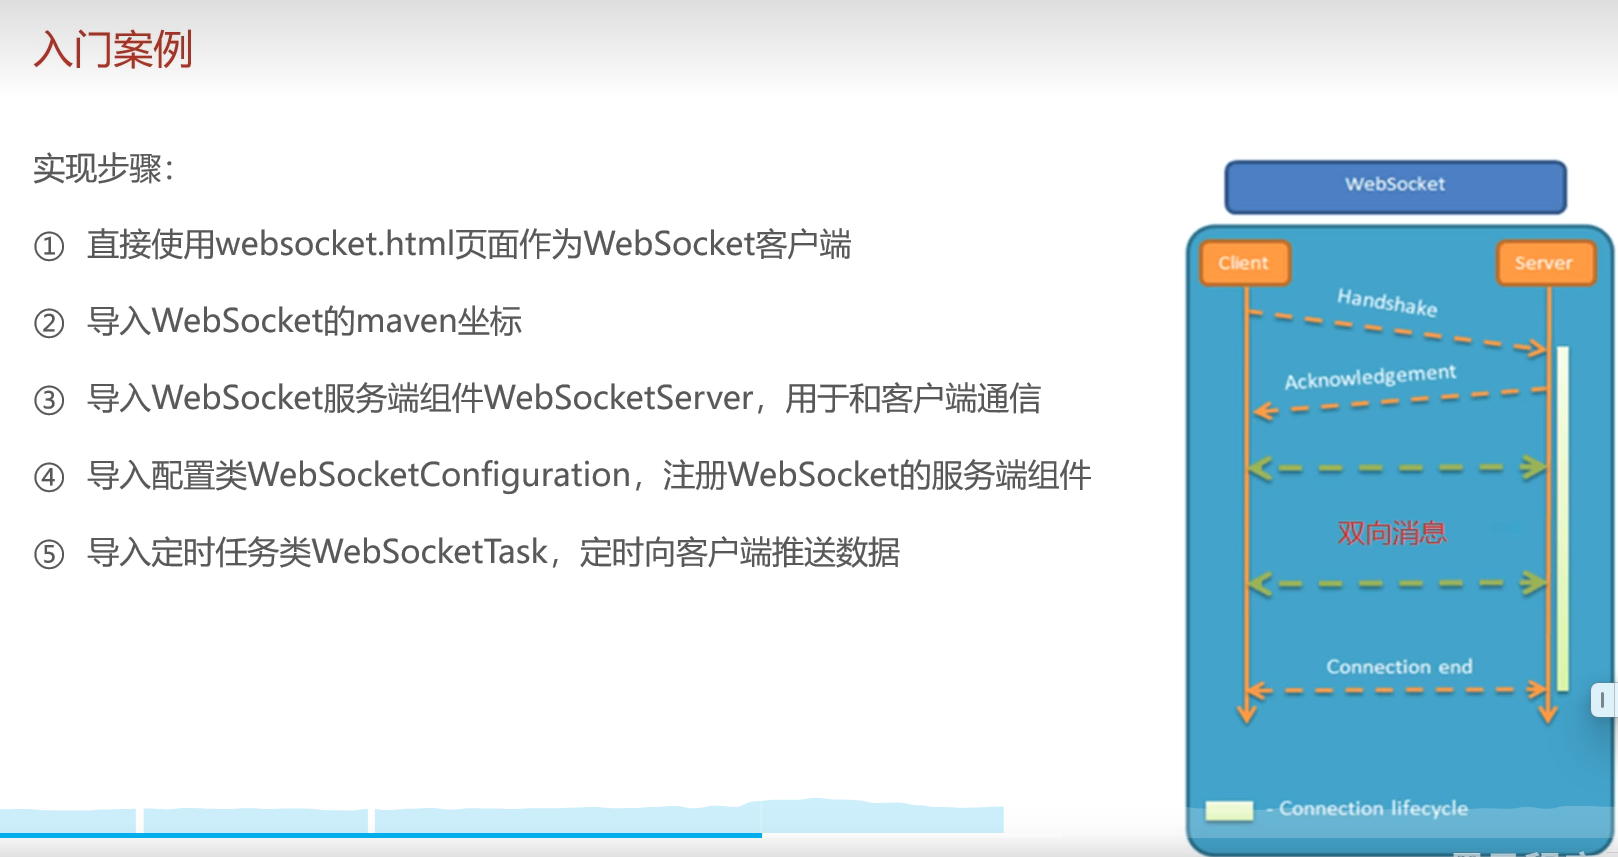 入门案例
实现步骤：
① 直接使用websocket.html页面作为WebSocket客户端
② 导入WebSocket的maven坐标
③ 导入WebSocket服务端组件WebSocketServer，用于和客户端通信
④ 导入配置类WebSocketConfiguration，注册WebSocket的服务端组件
⑤ 导入定时任务类WebSocketTask，定时向客户端推送数据
WebSocket
Client
Server
Handshake
Acknowledgement
双向消息
Connection end
- Connection lifecycle